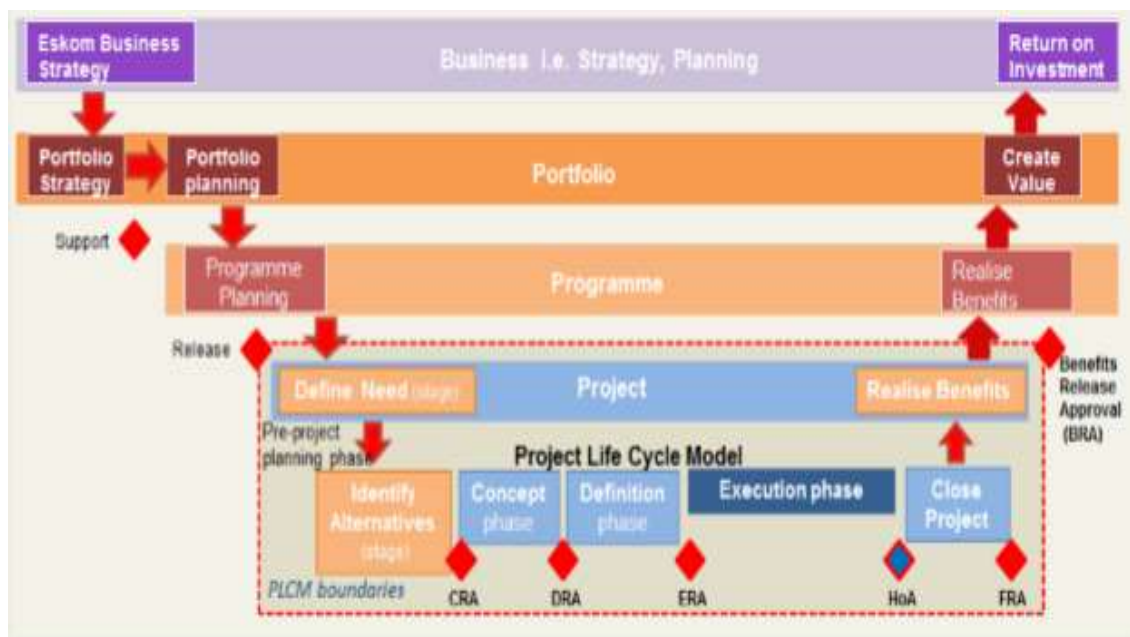 Eskom Business
Strategy
Business i.e. Strategy, Planning
Return on
Investment
Portfolio
Strategy
Portfolio
planning
Portfolio
Create
Value
Support
Programme
Planning
Programme
Realise
Benefits
Release
Define Need (stage)
Project
Realise Benefits
Benefits
Release
Approval
(BRA)
Pre-project
planning phase
Project Life Cycle Model
Identify
Alternatives
(stage)
Concept
phase
Definition
phase
Execution phase
Close
Project
PLCM boundaries
CRA
DRA
ERA
HoA
FRA